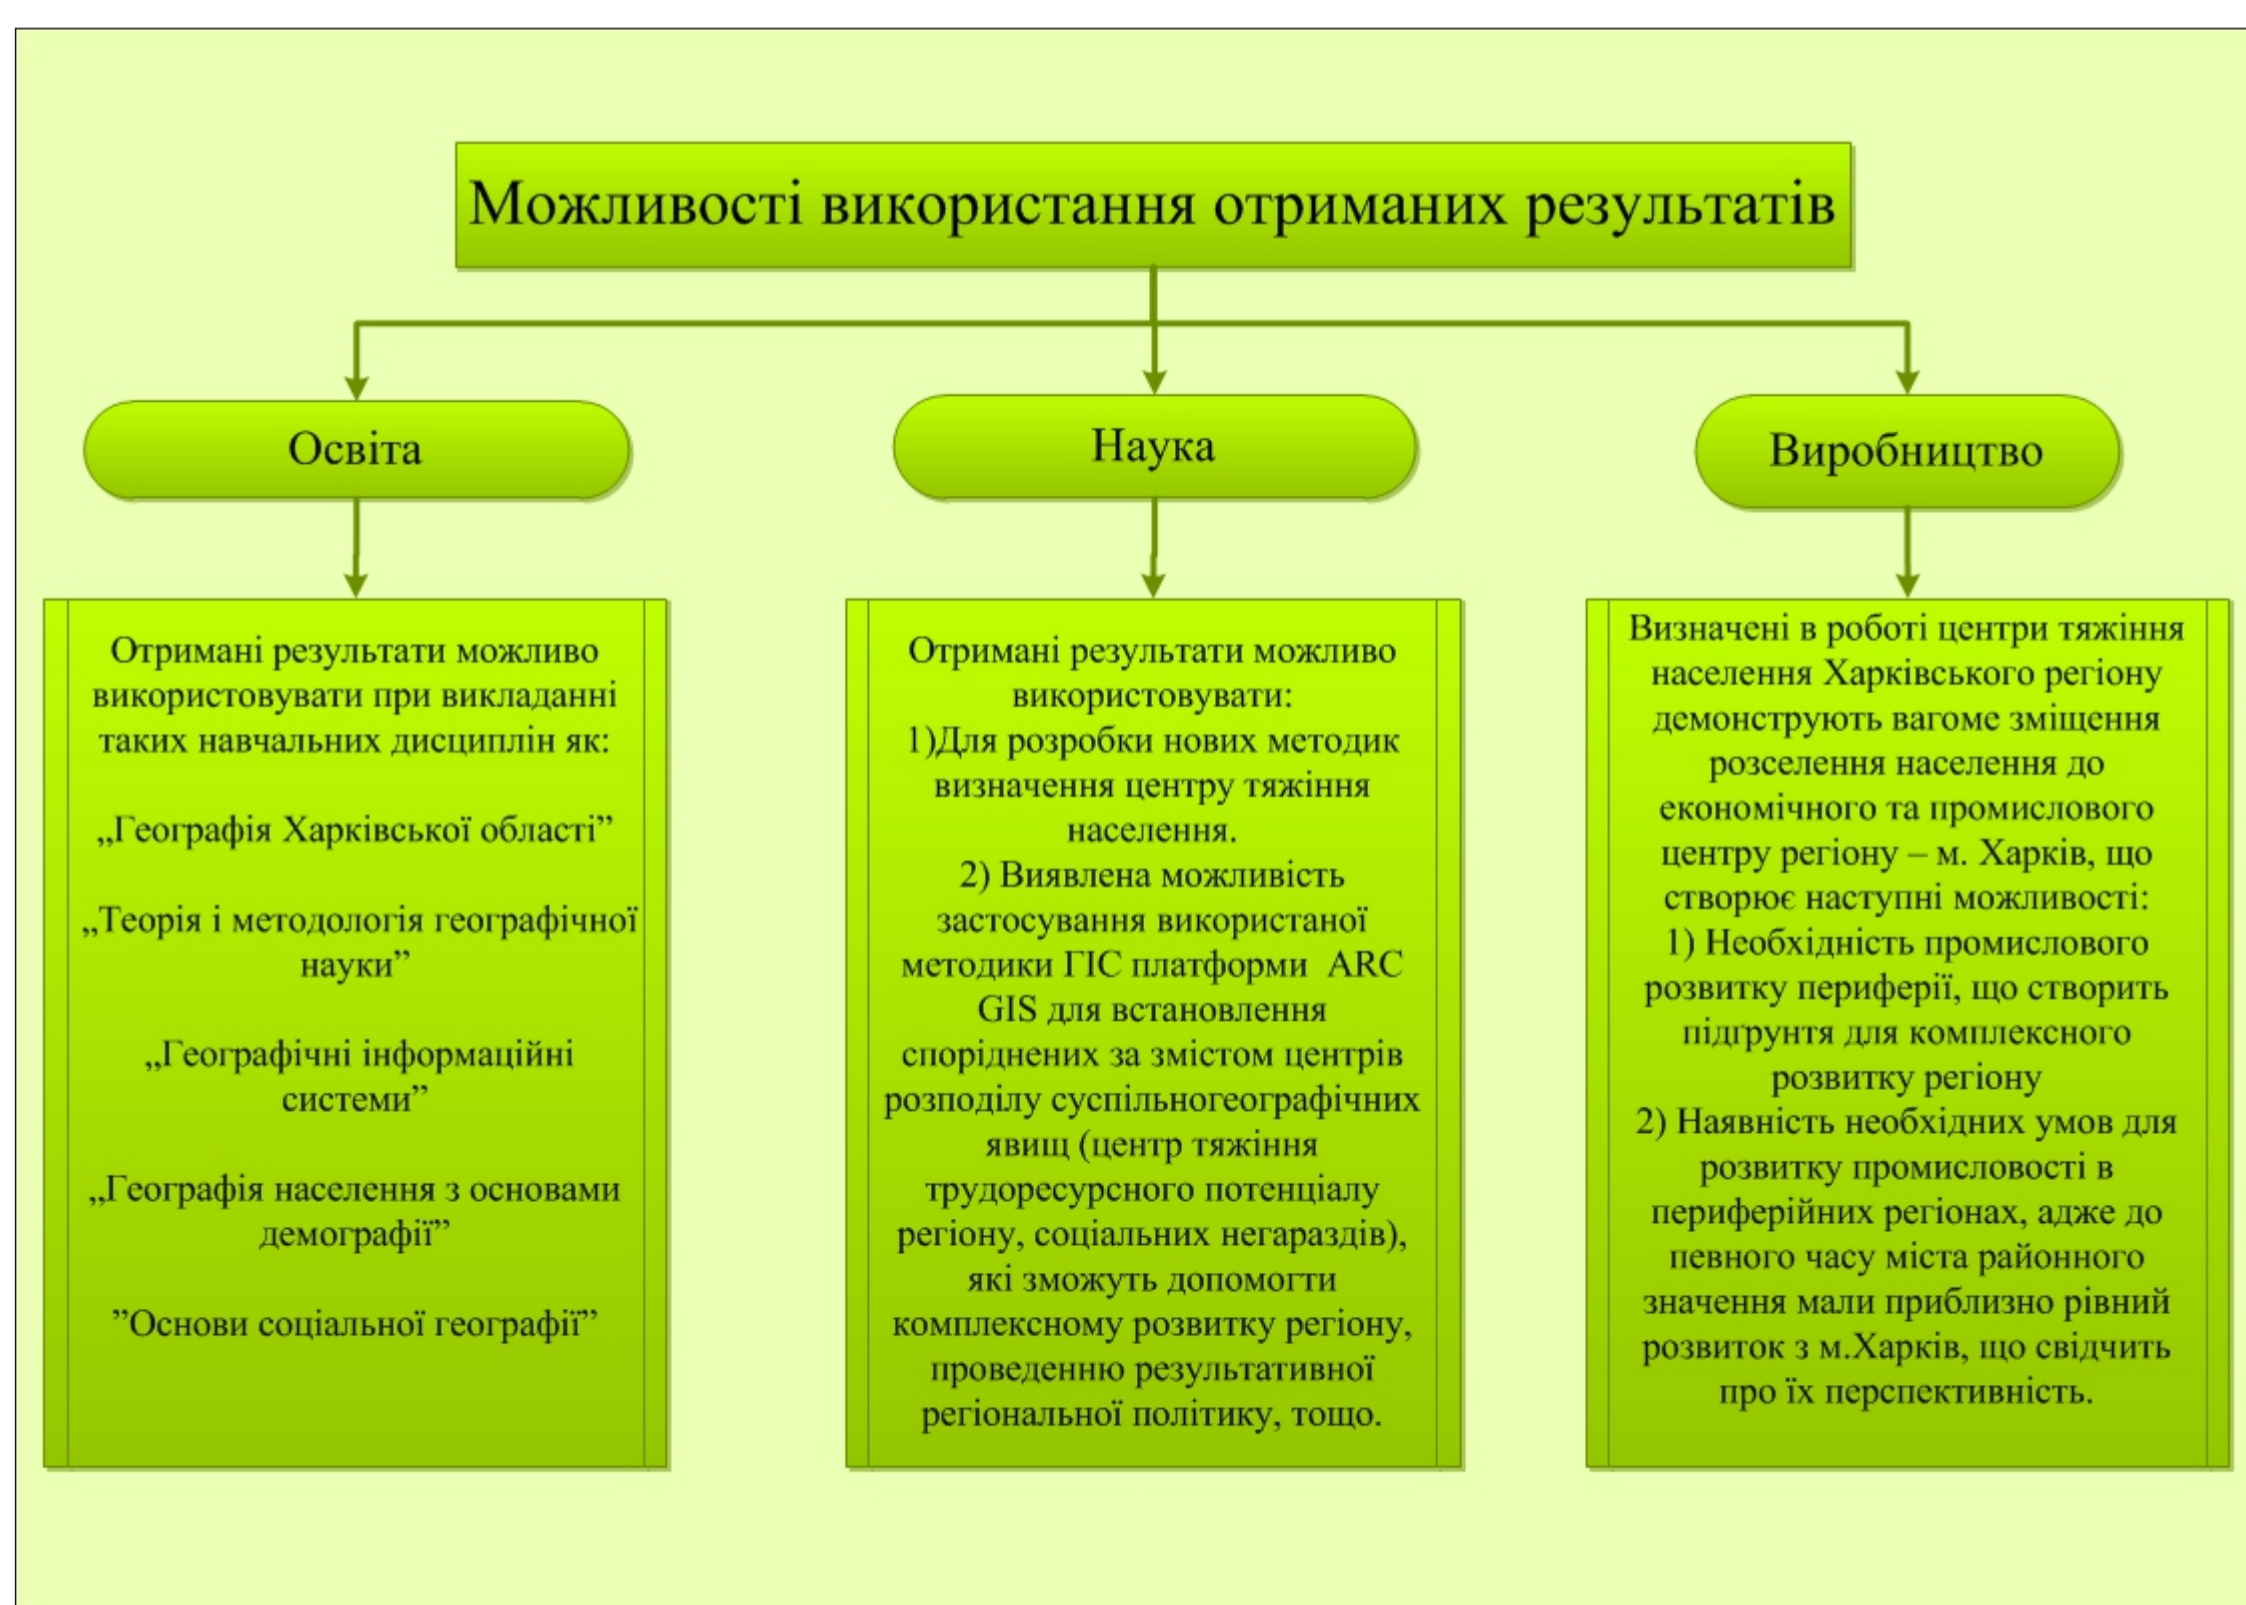 Можливості використання отриманих результатів
Освіта
Наука
Виробництво
Отримані результати можливо
використовувати при викладанні
таких навчальних дисциплін як:
„Географія Харківської області”
„Теорія і методологія географічної
науки”
„Географічні інформаційні
системи”
„Географія населення з основами
демографії”
”Основи соціальної географії”
Отримані результати можливо
використовувати:
1)Для розробки нових методик
визначення центру тяжіння
населення.
2) Виявлена можливість
застосування використаної
методики ГІС платформи  ARC
GIS для встановлення
споріднених за змістом центрів
розподілу суспільногеографічних
явищ (центр тяжіння
трудоресурсного потенціалу
регіону, соціальних негараздів),
які зможуть допомогти
комплексному розвитку регіону,
проведенню результативної
регіональної політику, тощо.
Визначені в роботі центри тяжіння
населення Харківського регіону
демонструють вагоме зміщення
розселення населення до
економічного та промислового
центру регіону – м. Харків, що
створює наступні можливості:
1) Необхідність промислового
розвитку периферії, що створить
підґрунтя для комплексного
розвитку регіону
2) Наявність необхідних умов для
розвитку промисловості в
периферійних регіонах, адже до
певного часу міста районного
значення мали приблизно рівний
розвиток з м.Харків, що свідчить
про їх перспективність.